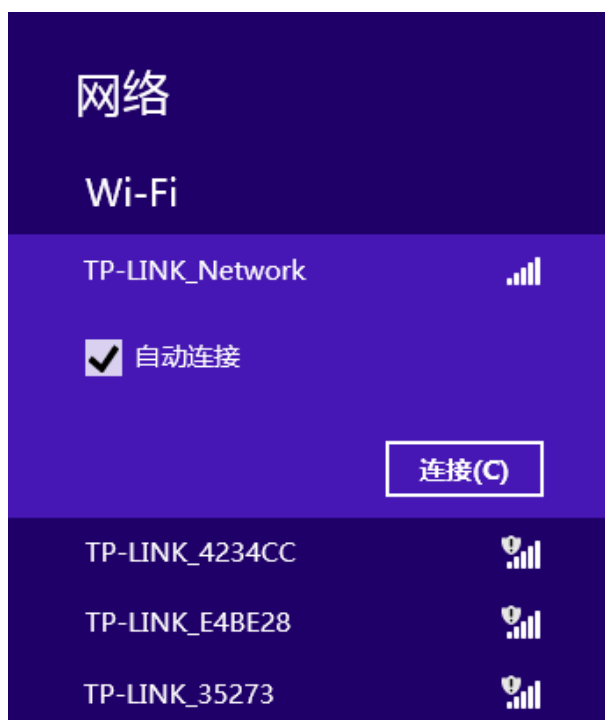 网络
Wi-Fi
TP-LINK_Network
自动连接
连接(C)
TP-LINK_4234CC
TP-LINK_E4BE28
TP-LINK_35273